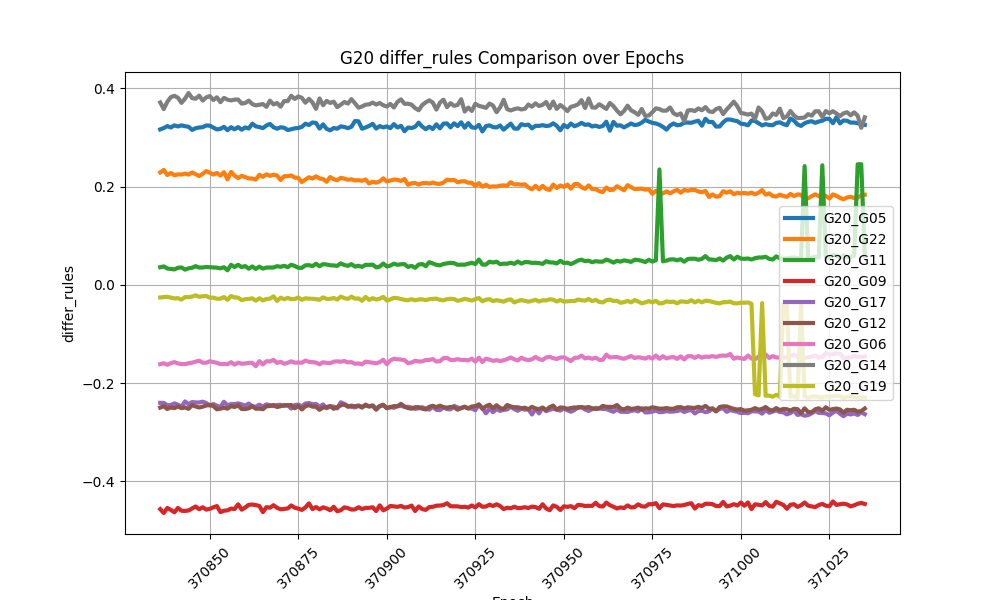 G20 differ_rules Comparison over Epochs
differ_rules
0.4
0.2
0.0
−0.2
−0.4
G20_G05
G20_G22
G20_G11
G20_G09
G20_G17
G20_G12
G20_G06
G20_G14
G20_G19
370850
370875
370900
370925
370950
370975
371000
371025
Epoch